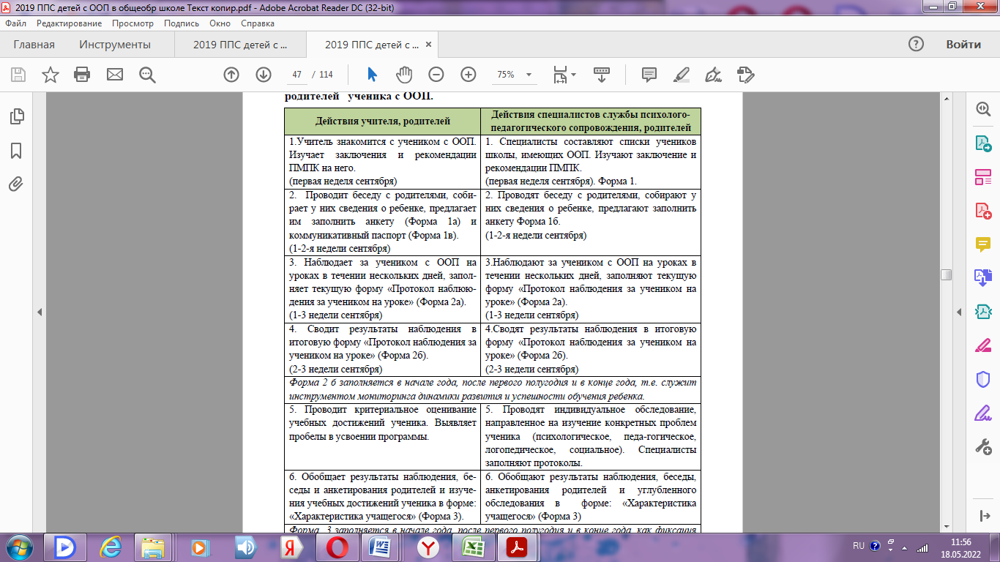 2019 ППС детей с ООП в общеобр школе Текст копир.pdf - Adobe Acrobat Reader DC (32-bit)
Файл Редактирование Просмотр Подпись Окно Справка
Главная Инструменты 2019 ППС детей с ... 2019 ППС детей с ... × Войти
47 / 114 75%
родителей ученика с ООП.
Действия учителя, родителей
Действия специалистов службы психолого-
педагогического сопровождения, родителей
1.Учитель знакомится с учеником с ООП.
Изучает заключения и рекомендации
ПМПК на него.
(первая неделя сентября)
1. Специалисты составляют списки учеников
школы, имеющих ООП. Изучают заключение и
рекомендации ПМПК.
(первая неделя сентября). Форма 1.
2. Проводит беседу с родителями, соби-
рает у них сведения о ребенке, предлагает
им заполнить анкету (Форма 1а) и
коммуникативный паспорт (Форма 1в).
(1-2-я недели сентября)
2. Проводят беседу с родителями, собирают у
них сведения о ребенке, предлагают заполнить
анкету Форма 1б.
(1-2-я недели сентября)
3. Наблюдает за учеником с ООП на
уроках в течении нескольких дней, запол-
няет текущую форму «Протокол наблюю-
дения за учеником на уроке» (Форма 2а).
(1-3 недели сентября)
3.Наблюдают за учеником с ООП на уроках в
течении нескольких дней, заполняют текущую
форму «Протокол наблюдения за учеником на
уроке» (Форма 2а).
(1-3 недели сентября)
4. Сводит результаты наблюдения в
итоговую форму «Протокол наблюдения за
учеником на уроке» (Форма 2б).
(2-3 недели сентября)
4.Сводят результаты наблюдения в итоговую
форму «Протокол наблюдения за учеником на
уроке» (Форма 2б).
(2-3 недели сентября)
Форма 2 б заполняется в начале года, после первого полугодия и в конце года, т.е. служит
инструментом мониторинга динамики развития и успешности обучения ребенка.
5. Проводит критериальное оценивание
учебных достижений ученика. Выявляет
пробелы в усвоении программы.
5. Проводят индивидуальное обследование,
направленное на изучение конкретных проблем
ученика (психологическое, педа-гогическое,
логопедическое, социальное). Специалисты
заполняют протоколы.
6. Обобщает результаты наблюдения, бе-
седы и анкетирования родителей и изуче-
ния учебных достижений ученика в форме:
«Характеристика учащегося» (Форма 3).
6. Обобщают результаты наблюдения, беседы,
анкетирования родителей и углубленного
обследования в форме: «Характеристика
учащегося» (Форма 3)
Форма 3 заполняется в начале года, после первого полугодия и в конце года, как фиксация
RU 11:56
18.05.2022